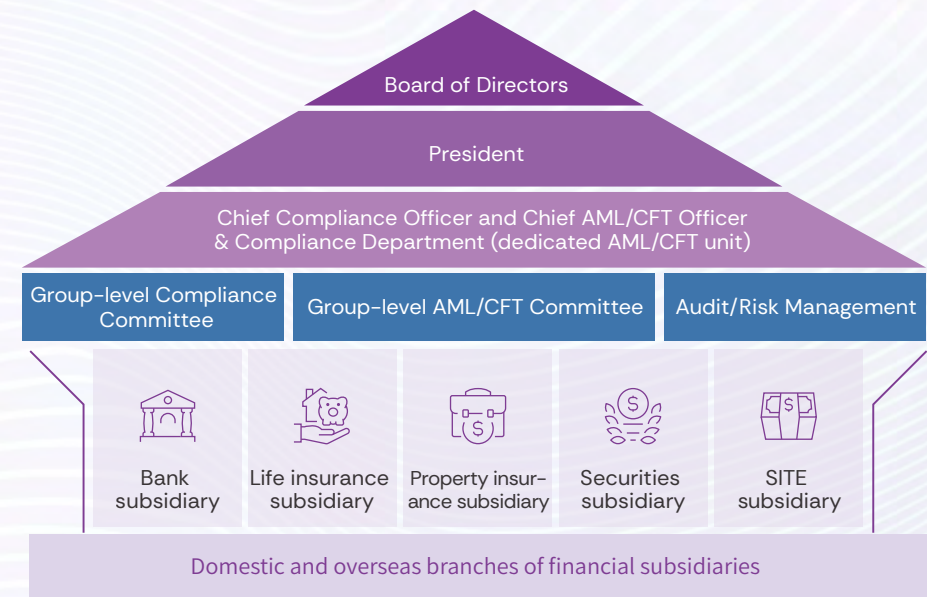 Board of Directors
President
Chief Compliance Officer and Chief AML/CFT Officer
& Compliance Department (dedicated AML/CFT unit)
Group-level Compliance
Committee
Group-level AML/CFT Committee
Audit/Risk Management
$
$
$
Bank
subsidiary
Life insurance
subsidiary
Property insur-
ance subsidiary
Securities
subsidiary
SITE
subsidiary
Domestic and overseas branches of financial subsidiaries